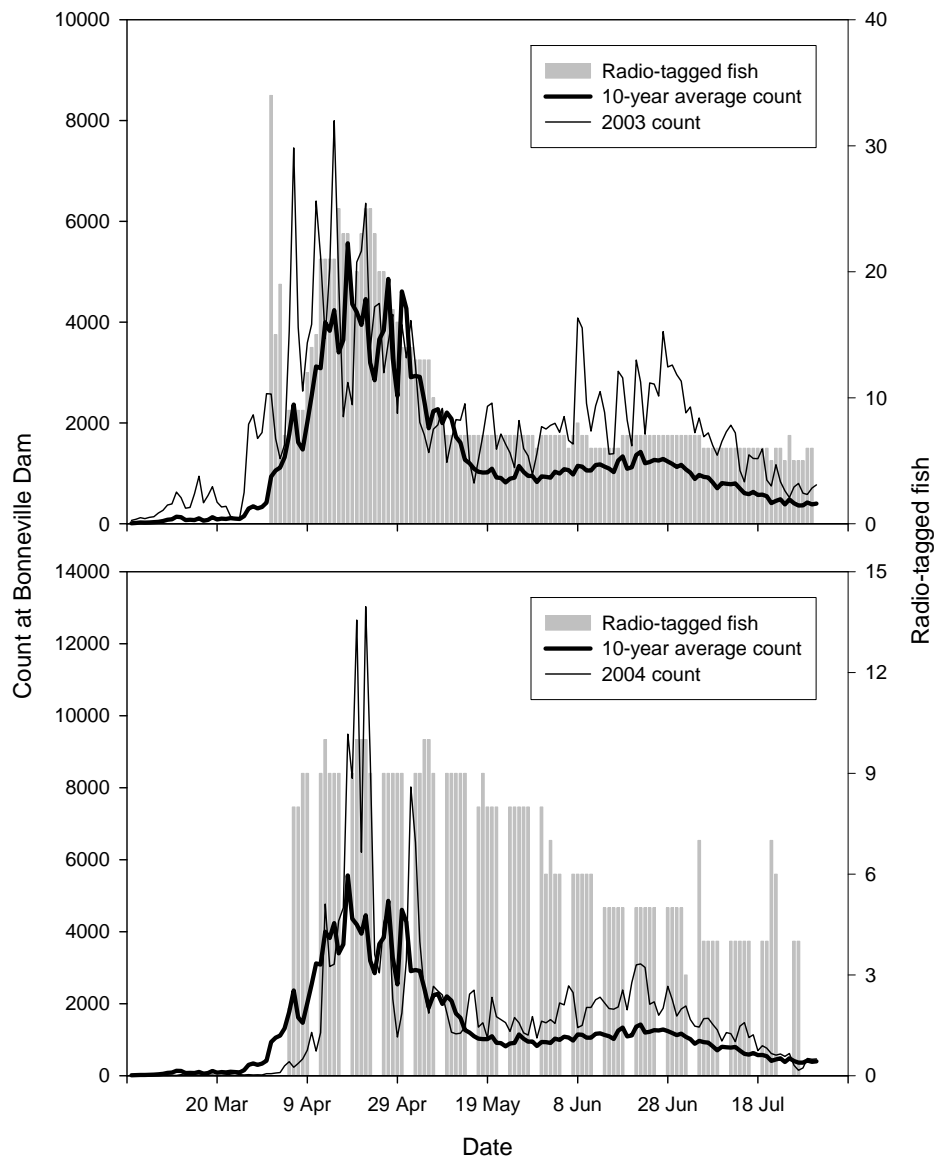 10000
8000
6000
4000
2000
0
40
30
20
10
0
Radio-tagged fish
10-year average count
2003 count
14000
12000
10000
8000
6000
4000
2000
0
15
12
9
6
3
0
Radio-tagged fish
10-year average count
2004 count
20 Mar
9 Apr
29 Apr
19 May
8 Jun
28 Jun
18 Jul
Date
Count at Bonneville Dam
Radio-tagged fish